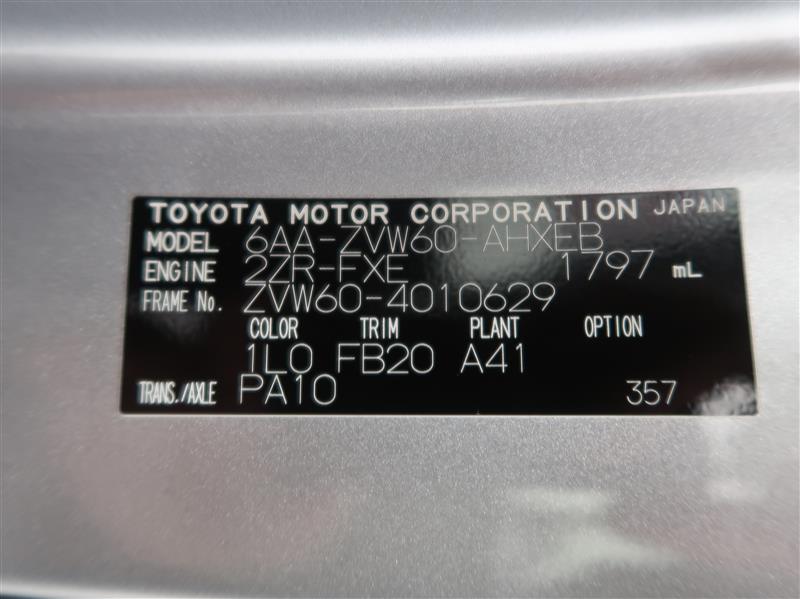 TOYOTA MOTOR CORPORATION JAPAN
MODEL 6AA-ZVW60-AHXEB
ENGINE 2ZR-FXE 1797 mL
FRAME No. ZVW60-4010629
COLOR TRIM PLANT OPTION
1L0 FB20 A41
TRANS./AXLE PA10 357